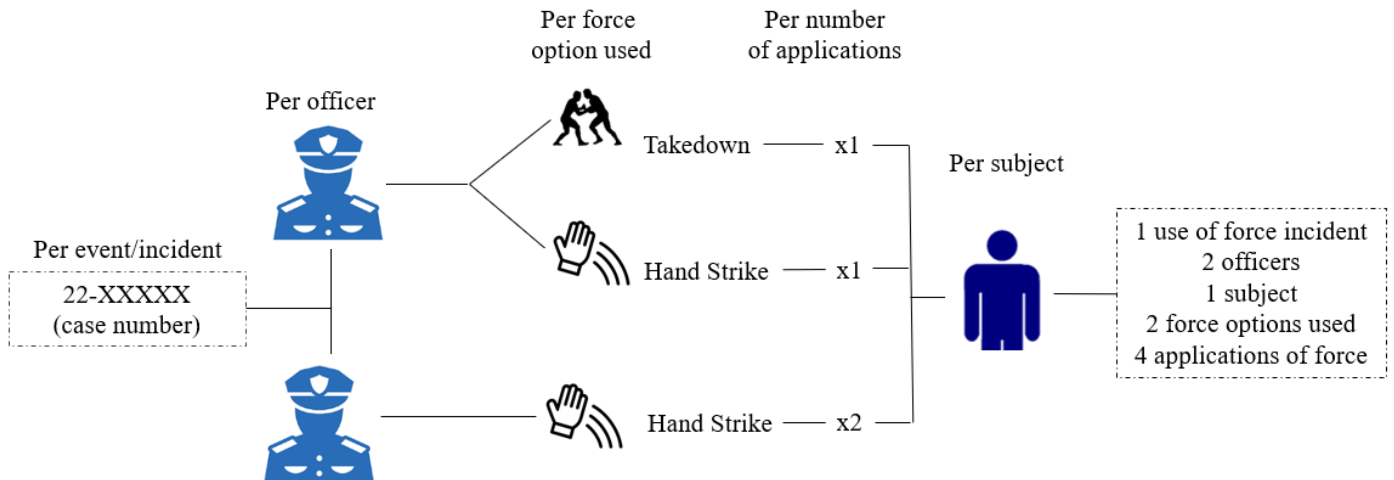 Per force
option used
Per number
of applications
Per officer
Takedown
x1
Per subject
Per event/incident
22-XXXXX
(case number)
Hand Strike
x1
1 use of force incident
2 officers
1 subject
2 force options used
4 applications of force
Hand Strike
x2